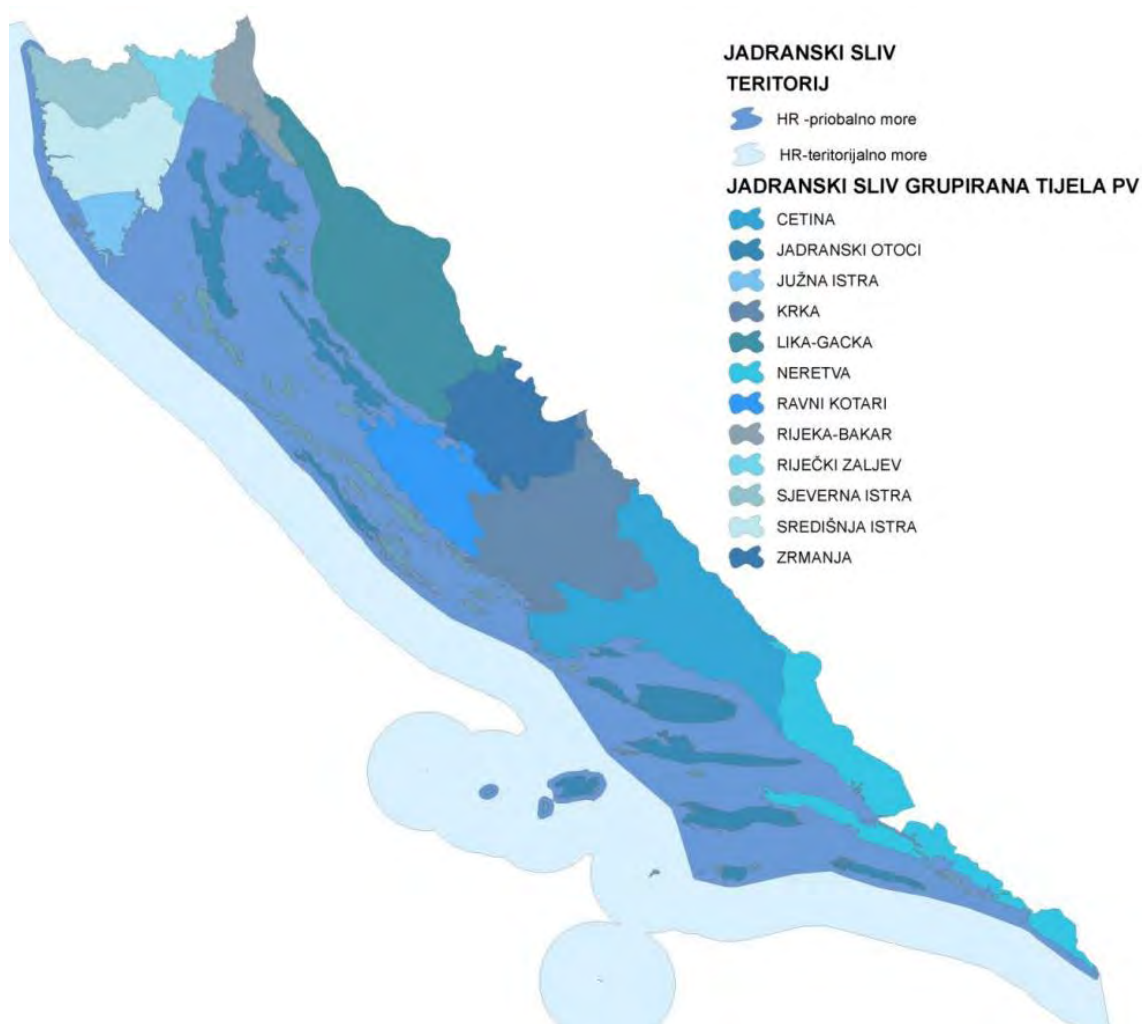 JADRANSKI SLIV
TERITORIJ
HR -priobalno more
HR-teritorijalno more
JADRANSKI SLIV GRUPIRANA TIJELA PV
CETINA
JADRANSKI OTOCI
JUŽNA ISTRA
KRKA
LIKA-GACKA
NERETVA
RAVNI KOTARI
RIJEKA-BAKAR
RIJEČKI ZALJEV
SJEVERNA ISTRA
SREDIŠNJA ISTRA
ZRMANJA